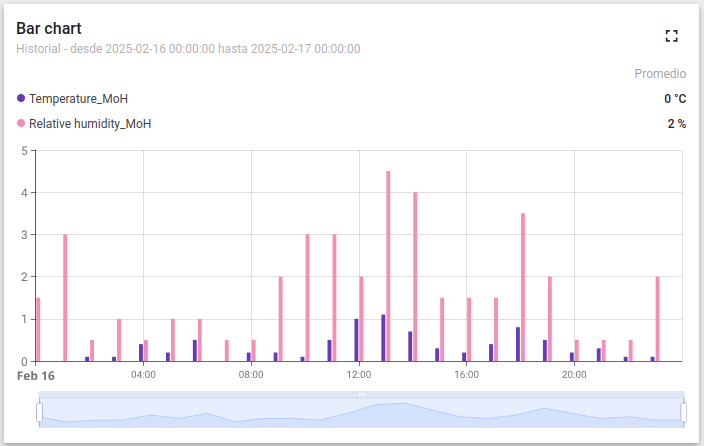 Bar chart
Historial - desde 2025-02-16 00:00:00 hasta 2025-02-17 00:00:00
Promedio
Temperature_MoH 0 °C
Relative humidity_MoH 2 %
5
4
3
2
1
0
Feb 16 04:00 08:00 12:00 16:00 20:00